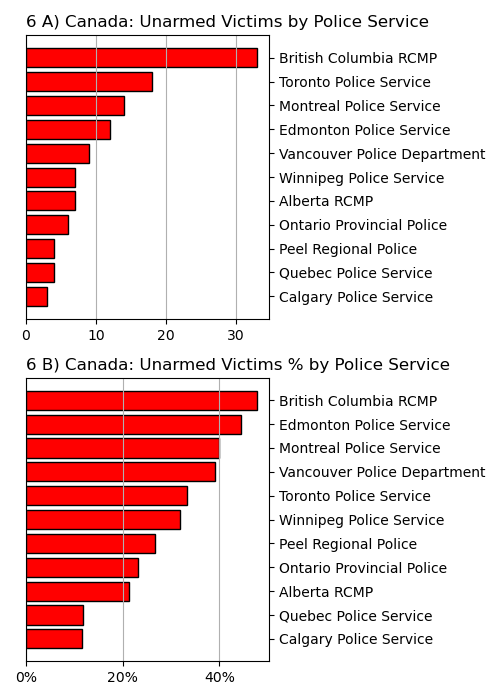 6 A) Canada: Unarmed Victims by Police Service
British Columbia RCMP
Toronto Police Service
Montreal Police Service
Edmonton Police Service
Vancouver Police Department
Winnipeg Police Service
Alberta RCMP
Ontario Provincial Police
Peel Regional Police
Quebec Police Service
Calgary Police Service
0 10 20 30
6 B) Canada: Unarmed Victims % by Police Service
British Columbia RCMP
Edmonton Police Service
Montreal Police Service
Vancouver Police Department
Toronto Police Service
Winnipeg Police Service
Peel Regional Police
Ontario Provincial Police
Alberta RCMP
Quebec Police Service
Calgary Police Service
0% 20% 40%